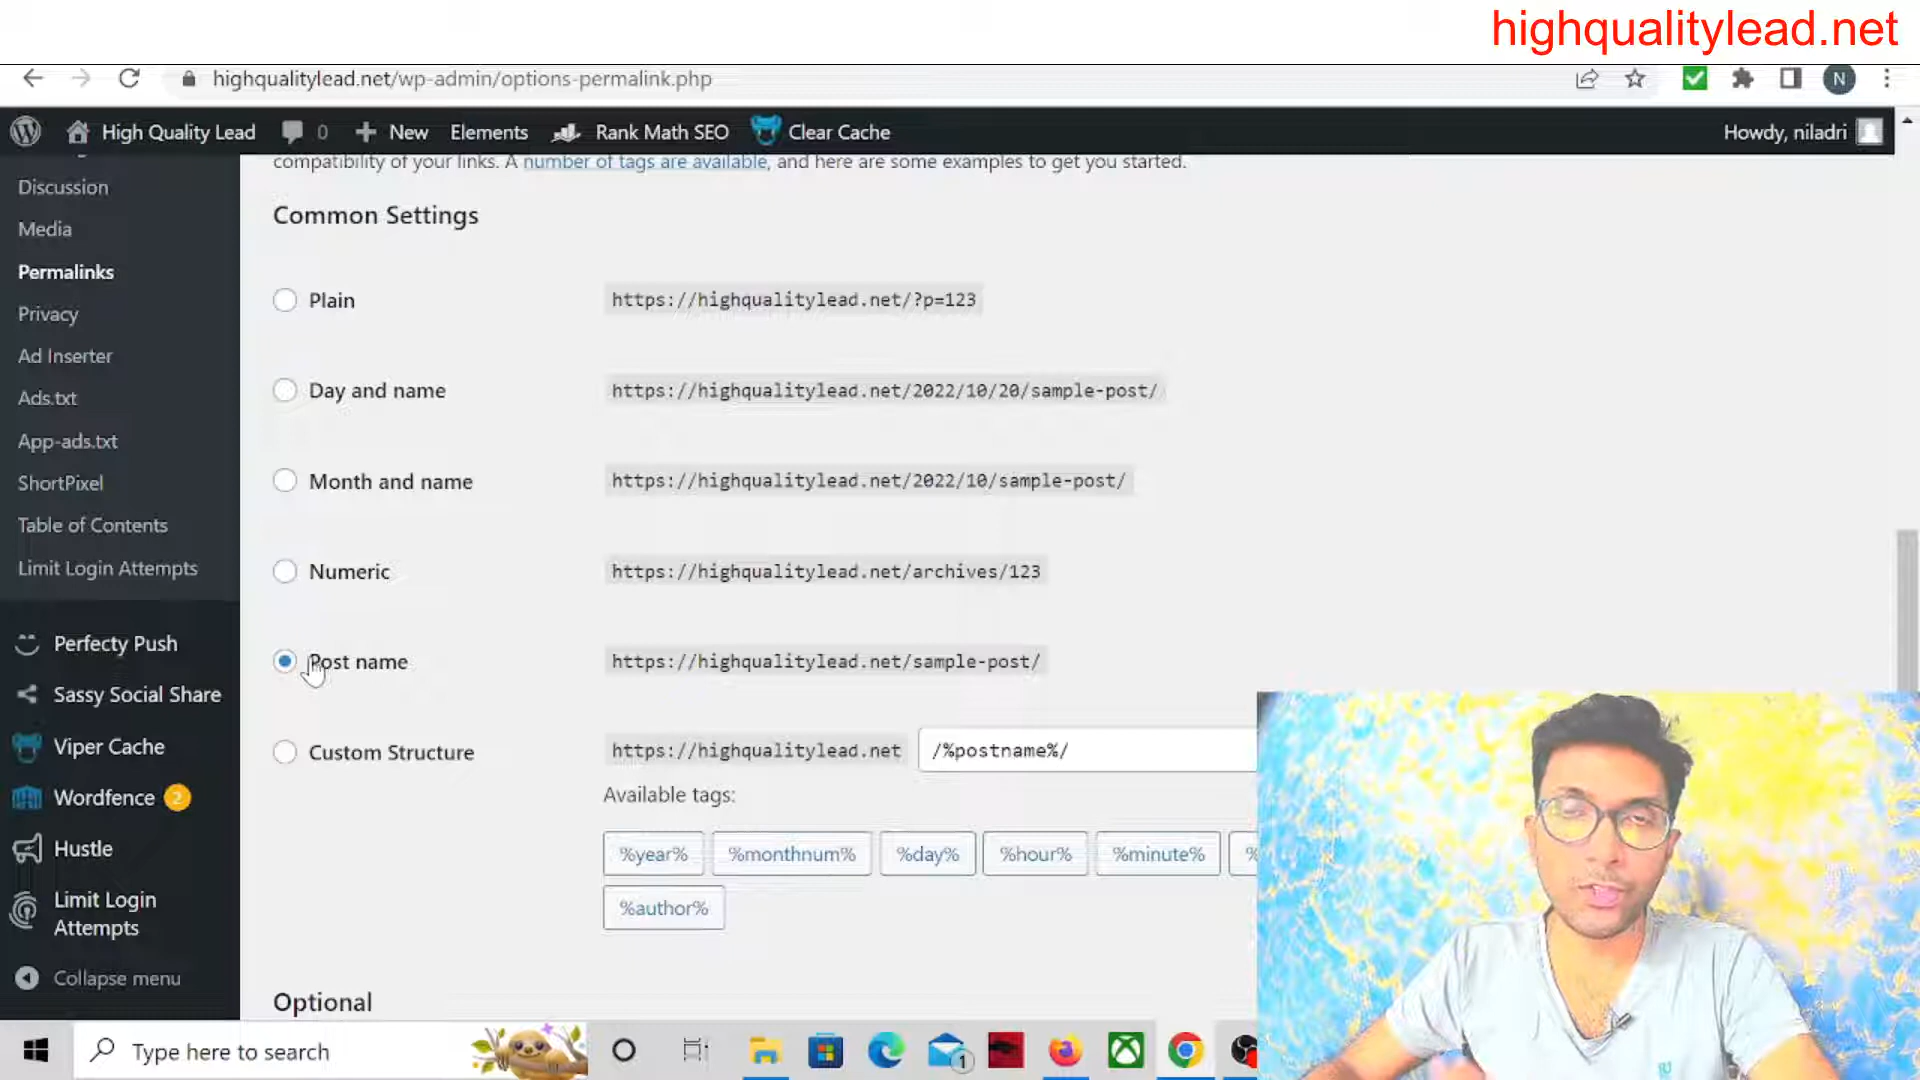 highqualitylead.net
highqualitylead.net/wp-admin/options-permalink.php
N
High Quality Lead
0
New
Elements
Rank Math SEO
Clear Cache
Howdy, niladri
compatibility of your links. A number of tags are available, and here are some examples to get you started.
Discussion
Media
Permalinks
Privacy
Ad Inserter
Ads.txt
App-ads.txt
ShortPixel
Table of Contents
Limit Login Attempts
Perfecty Push
Sassy Social Share
Viper Cache
Wordfence 2
Hustle
Limit Login
Attempts
Collapse menu
Common Settings
Plain
https://highqualitylead.net/?p=123
Day and name
https://highqualitylead.net/2022/10/20/sample-post/
Month and name
https://highqualitylead.net/2022/10/sample-post/
Numeric
https://highqualitylead.net/archives/123
Post name
https://highqualitylead.net/sample-post/
Custom Structure
https://highqualitylead.net
/%postname%/
Available tags:
%year%
%monthnum%
%day%
%hour%
%minute%
%
%author%
Optional
Type here to search
1